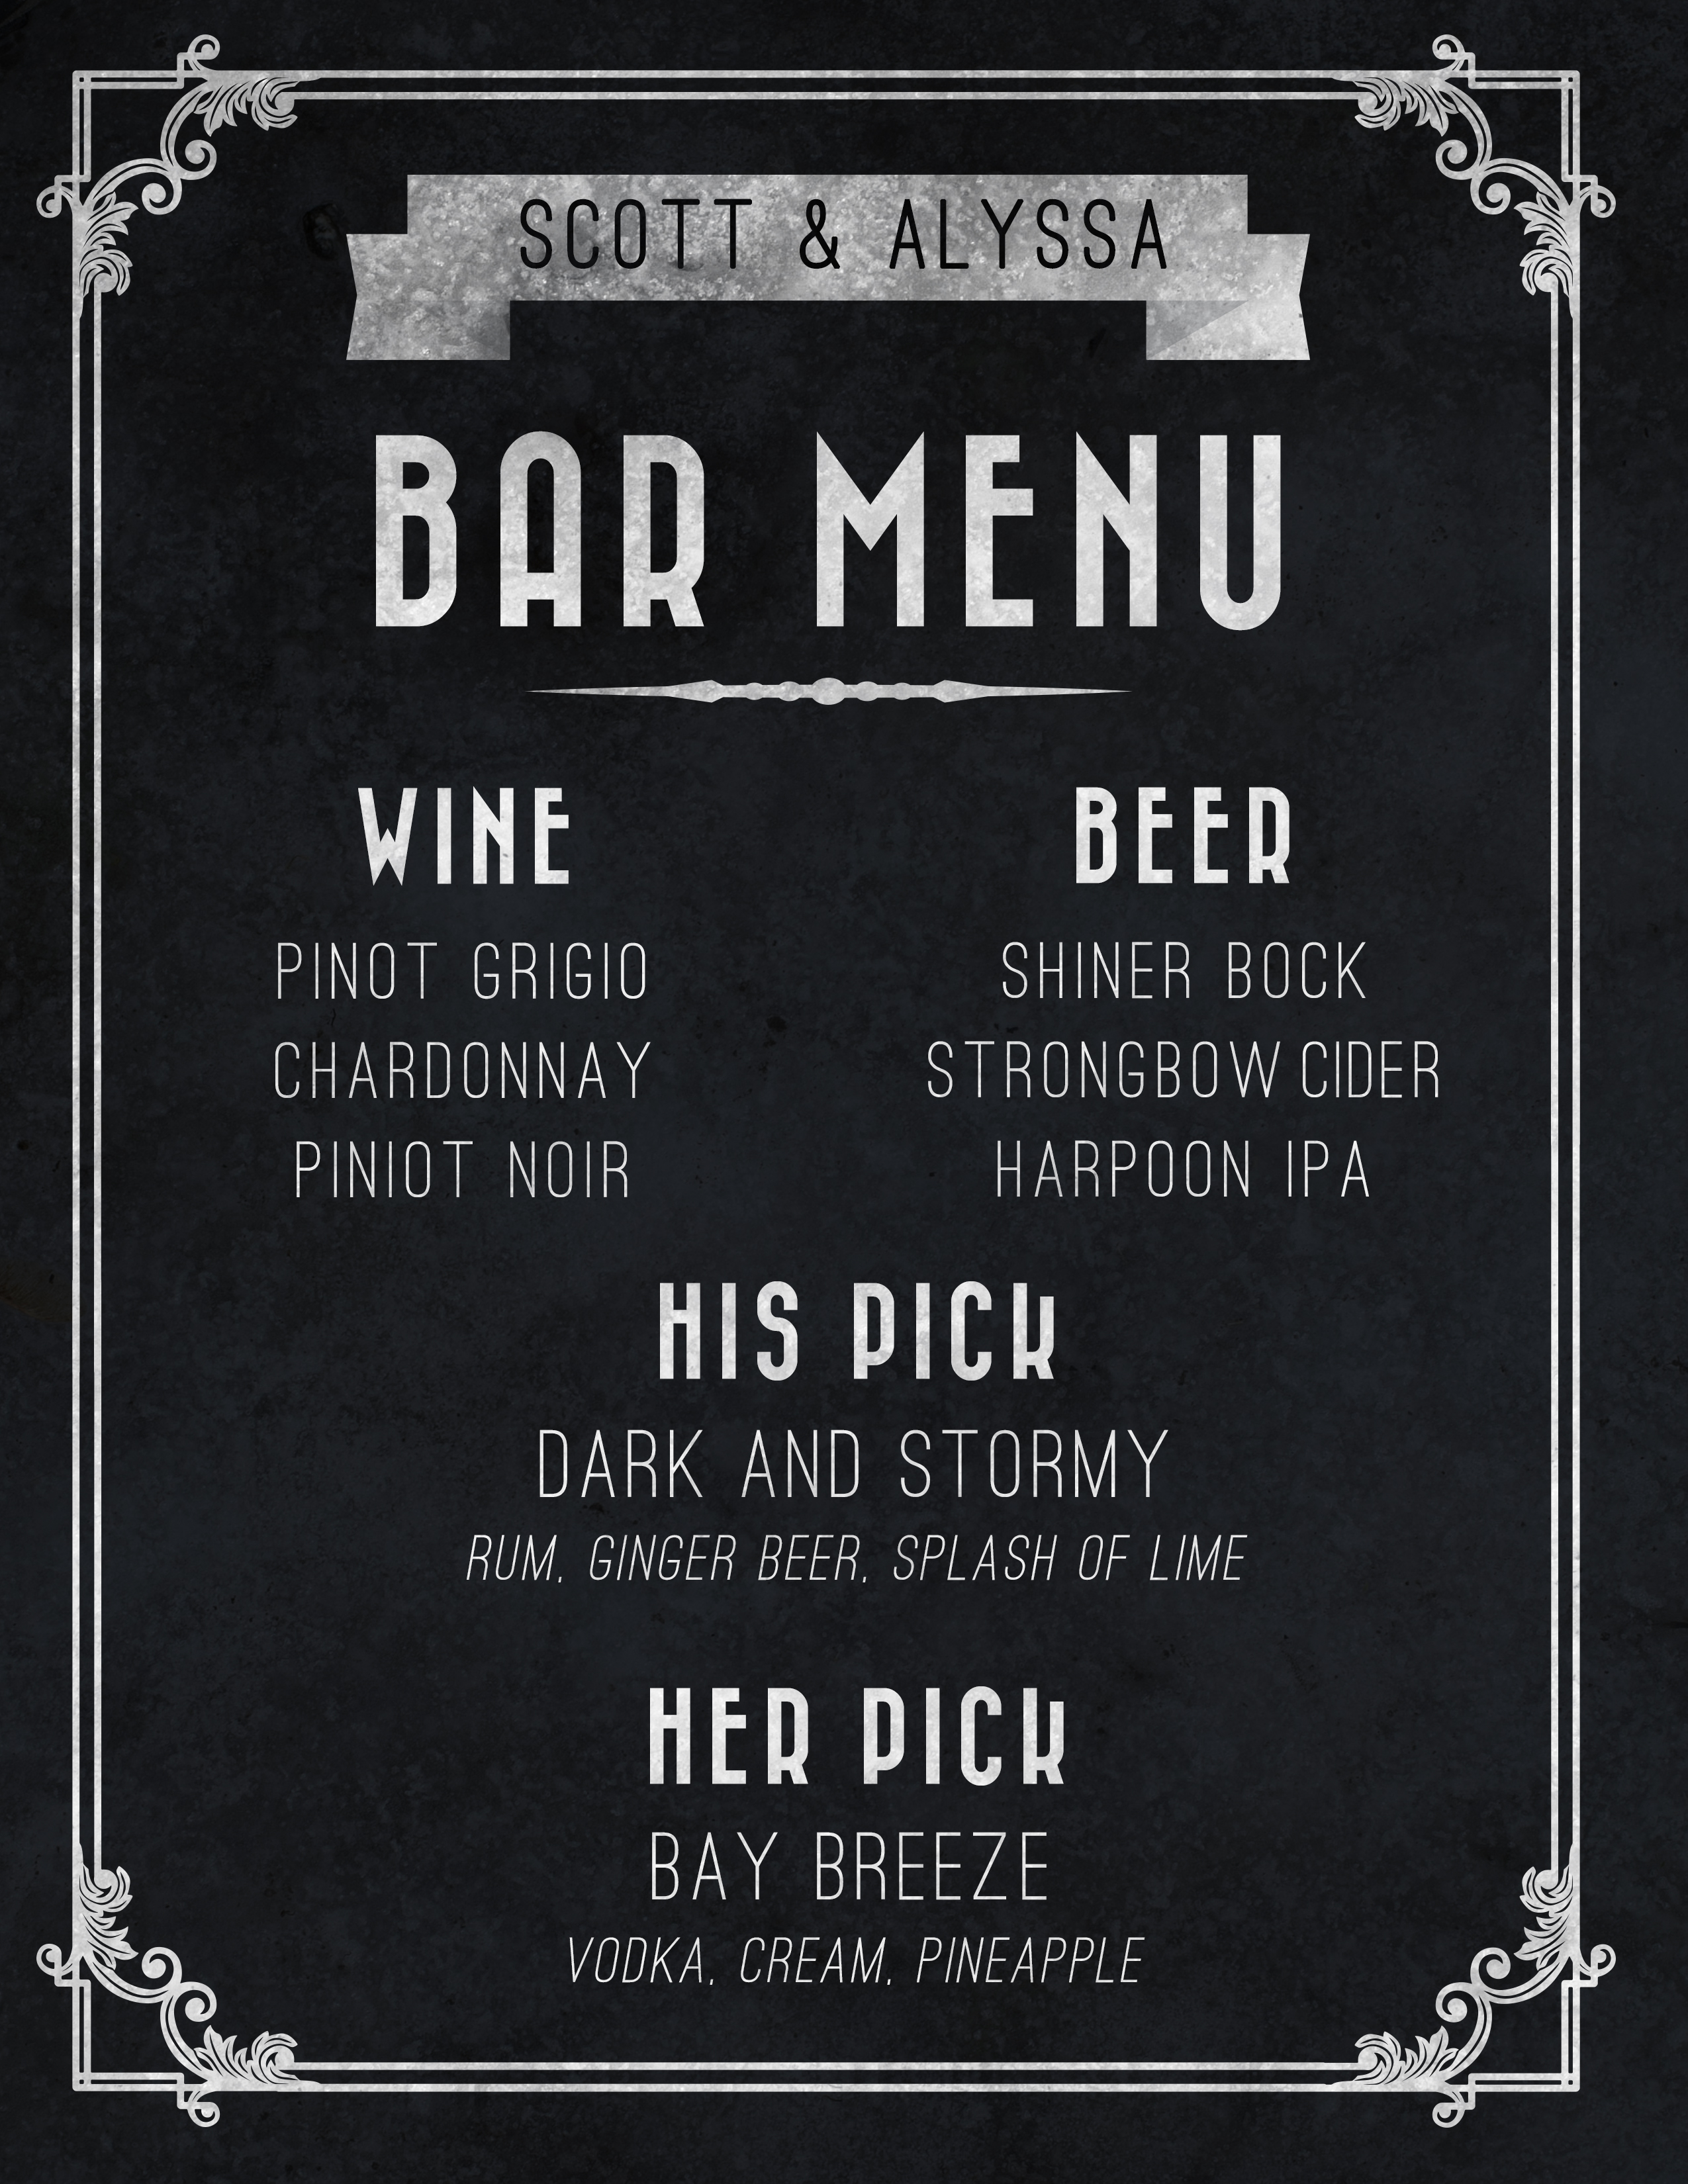 SCOTT & ALYSSA
BAR MENU
WINE
PINOT GRIGIO
CHARDONNAY
PINIOT NOIR
BEER
SHINER BOCK
STRONGBOW CIDER
HARPOON IPA
HIS PICK
DARK AND STORMY
RUM, GINGER BEER, SPLASH OF LIME
HER PICK
BAY BREEZE
VODKA, CREAM, PINEAPPLE